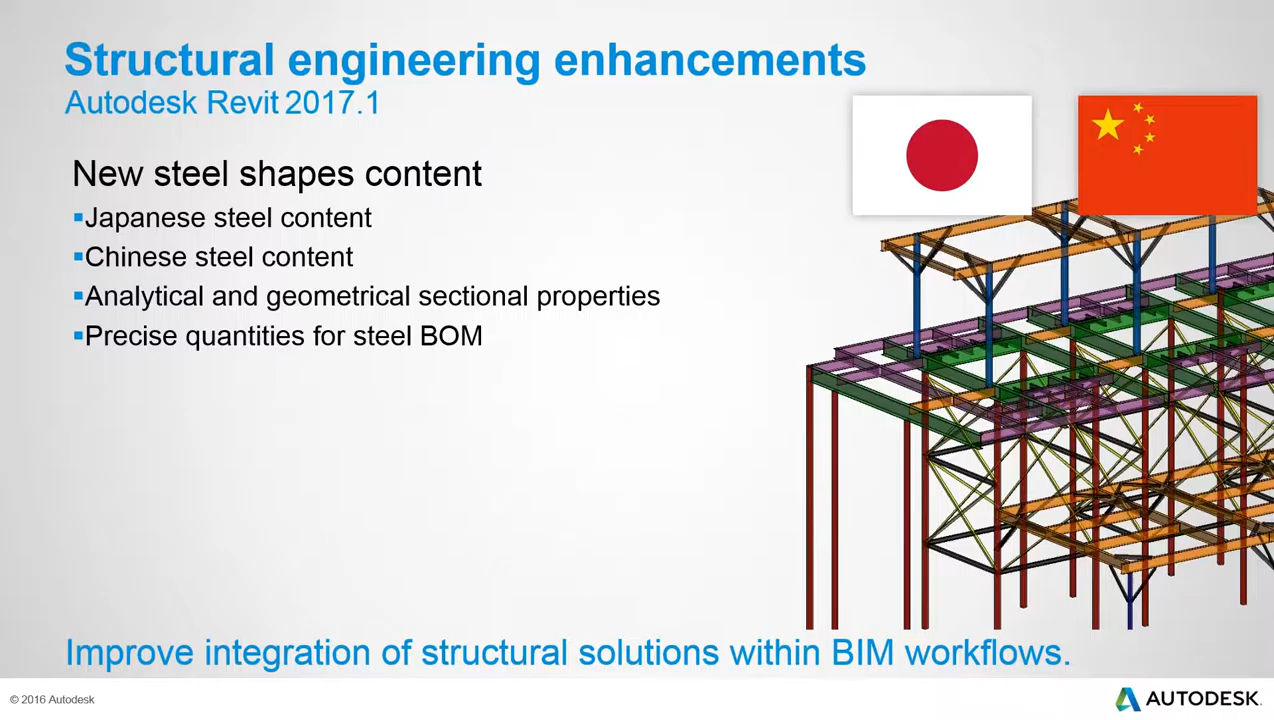 Structural engineering enhancements
Autodesk Revit 2017.1
New steel shapes content
▪Japanese steel content
▪Chinese steel content
▪Analytical and geometrical sectional properties
▪Precise quantities for steel BOM
Improve integration of structural solutions within BIM workflows.
© 2016 Autodesk
AUTODESK.